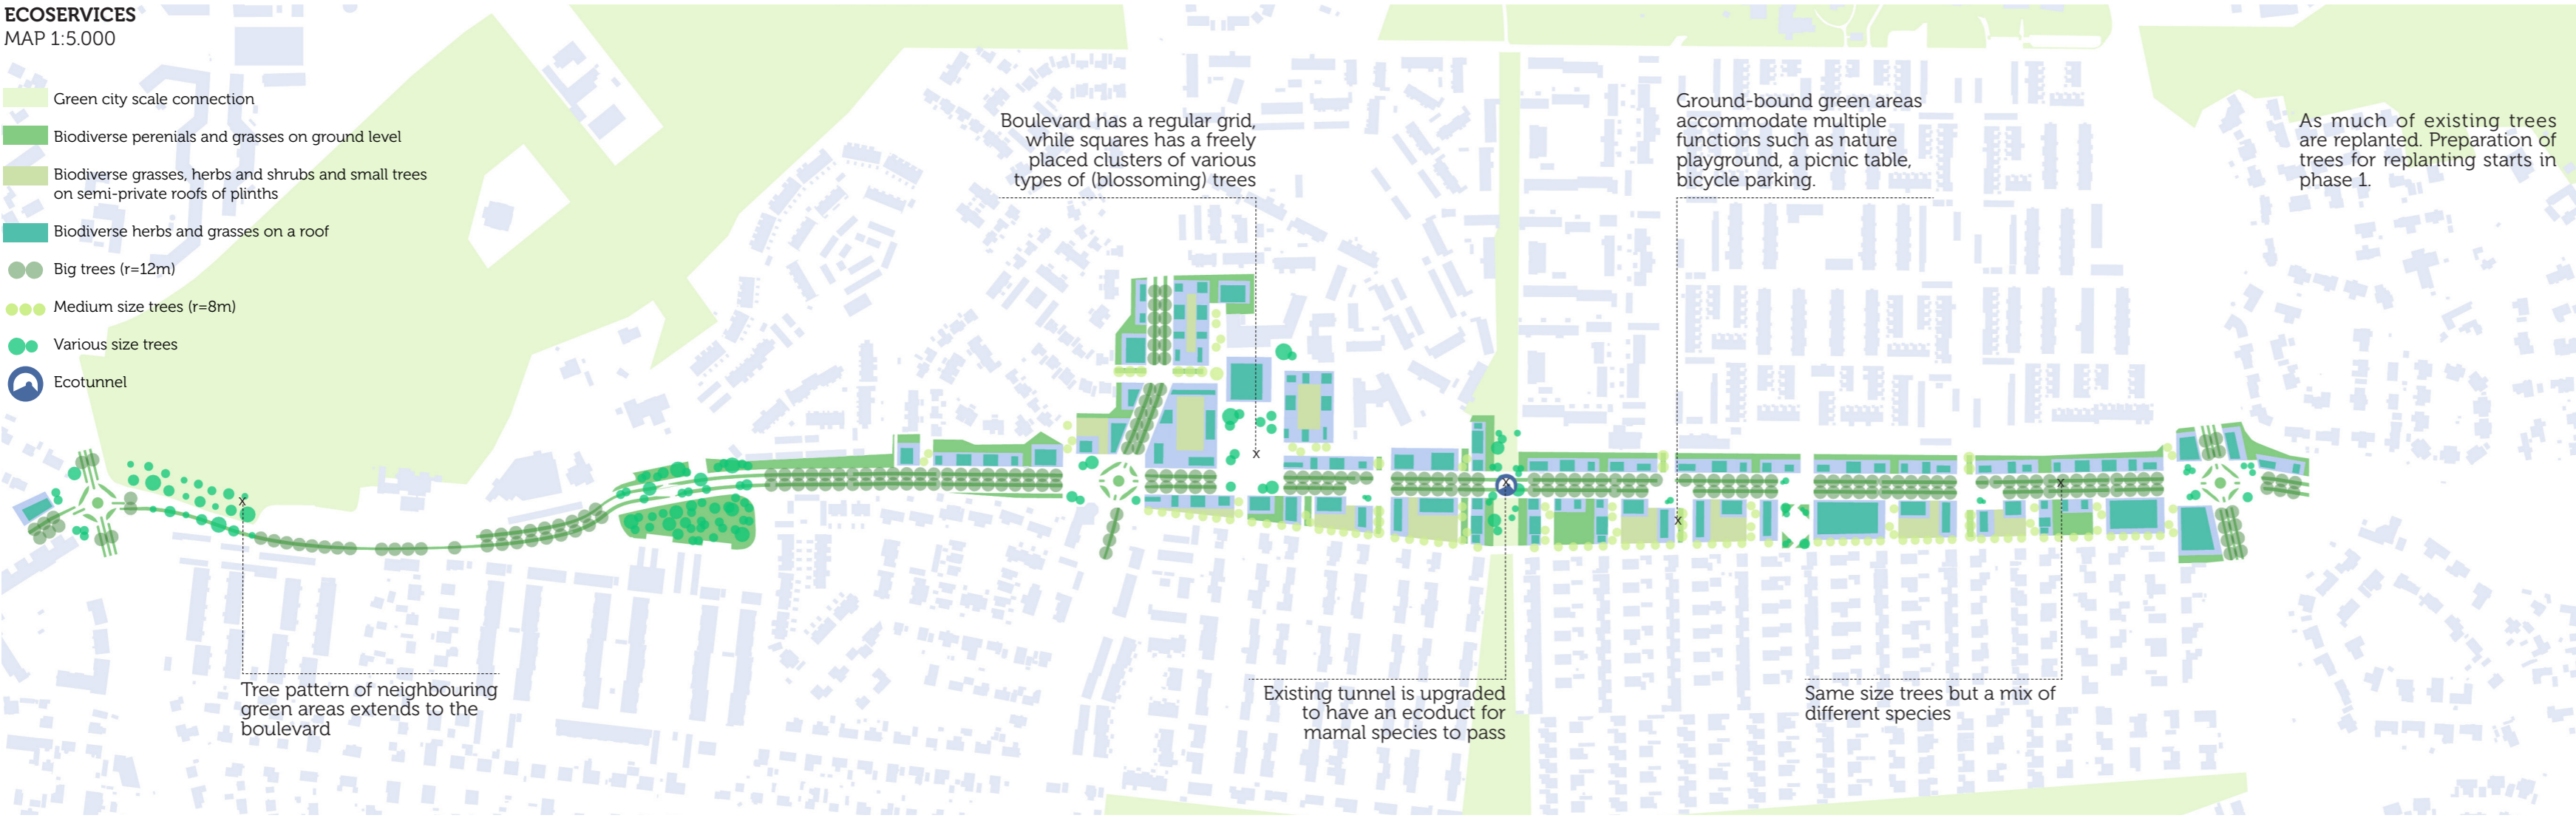 ECOSERVICES
MAP 1:5.000
Green city scale connection
Biodiverse perenials and grasses on ground level
Biodiverse grasses, herbs and shrubs and small trees
on semi-private roofs of plinths
Biodiverse herbs and grasses on a roof
Big trees (r=12m)
Medium size trees (r=8m)
Various size trees
Ecotunnel
Boulevard has a regular grid,
while squares has a freely
placed clusters of various
types of (blossoming) trees
Ground-bound green areas
accommodate multiple
functions such as nature
playground, a picnic table,
bicycle parking.
As much of existing trees
are replanted. Preparation of
trees for replanting starts in
phase 1.
x
x
x
x
x
x
Tree pattern of neighbouring
green areas extends to the
boulevard
Existing tunnel is upgraded
to have an ecoduct for
mamal species to pass
Same size trees but a mix of
different species